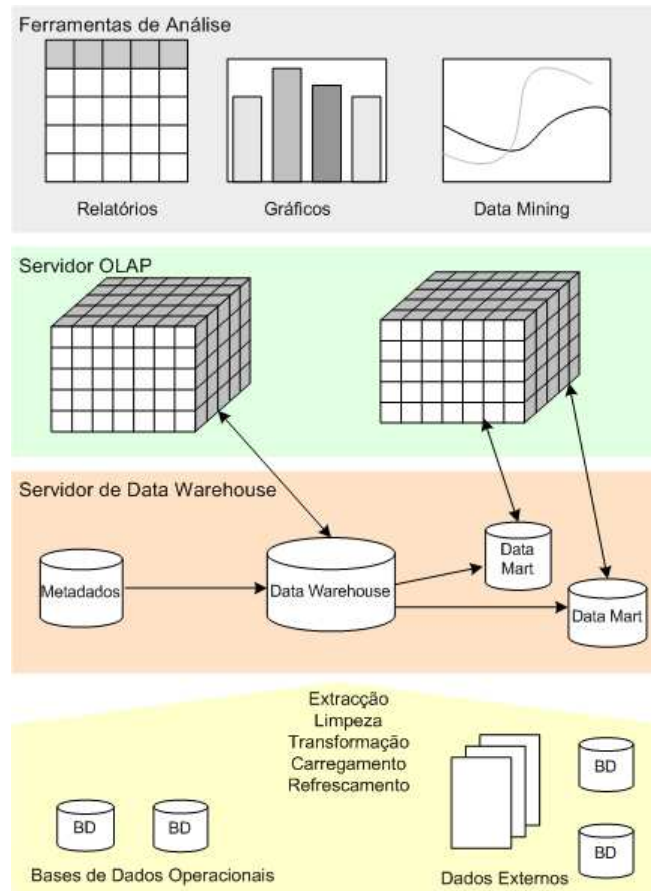 Ferramentas de Análise
Relatórios
Gráficos
Data Mining
Servidor OLAP
Servidor de Data Warehouse
Metadados
Data Warehouse
Data
Mart
Data Mart
Extracção
Limpeza
Transformação
Carregamento
Refrescamento
BD
BD
Bases de Dados Operacionais
BD
BD
Dados Externos